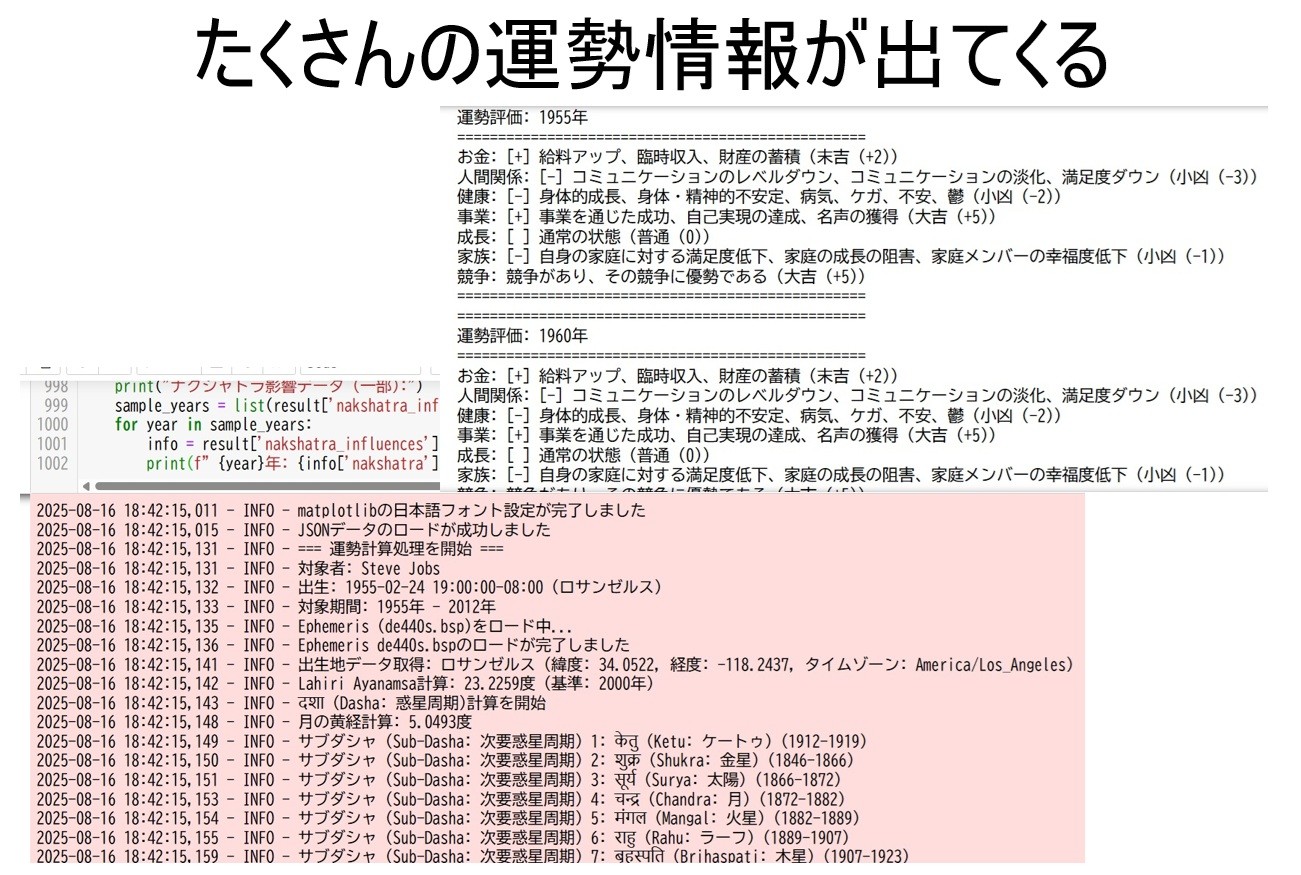 たくさんの運勢情報が出てくる
運勢評価: 1955年
==================================================
お金: [+] 給料アップ、臨時収入、財産の蓄積 (末吉 (+2))
人間関係: [-] コミュニケーションのレベルダウン、コミュニケーションの淡化、満足度ダウン (小凶 (-3))
健康: [-] 身体的成長、身体・精神的不安定、病気、ケガ、不安、鬱 (小凶 (-2))
事業: [+] 事業を通じた成功、自己実現の達成、名声の獲得 (大吉 (+5))
成長: [ ] 通常の状態 (普通 (0))
家族: [-] 自身の家庭に対する満足度低下、家庭の成長の阻害、家庭メンバーの幸福度低下 (小凶 (-1))
競争: 競争があり、その競争に優勢である (大吉 (+5))
==================================================
==================================================
運勢評価: 1960年
==================================================
お金: [+] 給料アップ、臨時収入、財産の蓄積 (末吉 (+2))
人間関係: [-] コミュニケーションのレベルダウン、コミュニケーションの淡化、満足度ダウン (小凶 (-3))
健康: [-] 身体的成長、身体・精神的不安定、病気、ケガ、不安、鬱 (小凶 (-2))
事業: [+] 事業を通じた成功、自己実現の達成、名声の獲得 (大吉 (+5))
成長: [ ] 通常の状態 (普通 (0))
家族: [-] 自身の家庭に対する満足度低下、家庭の成長の阻害、家庭メンバーの幸福度低下 (小凶 (-1))
競争: 競争があり、その競争に優勢である (大吉 (+5))
998 print("ナクシャトラ影響データ (一部):")
999 sample_years = list(result['nakshatra_inf
1000 for year in sample_years:
1001 info = result['nakshatra_influences']
1002 print(f" {year}年: {info['nakshatra']
2025-08-16 18:42:15,011 - INFO - matplotlibの日本語フォント設定が完了しました
2025-08-16 18:42:15,015 - INFO - JSONデータのロードが成功しました
2025-08-16 18:42:15,131 - INFO - === 運勢計算処理を開始 ===
2025-08-16 18:42:15,131 - INFO - 対象者: Steve Jobs
2025-08-16 18:42:15,132 - INFO - 出生: 1955-02-24 19:00:00-08:00 (ロサンゼルス)
2025-08-16 18:42:15,133 - INFO - 対象期間: 1955年 - 2012年
2025-08-16 18:42:15,135 - INFO - Ephemeris (de440s.bsp)をロード中...
2025-08-16 18:42:15,136 - INFO - Ephemeris de440s.bspのロードが完了しました
2025-08-16 18:42:15,141 - INFO - 出生地データ取得: ロサンゼルス (緯度: 34.0522, 経度: -118.2437, タイムゾーン: America/Los_Angeles)
2025-08-16 18:42:15,142 - INFO - Lahiri Ayanamsa計算: 23.2259度 (基準: 2000年)
2025-08-16 18:42:15,143 - INFO - दशा (Dasha: 惑星周期)計算を開始
2025-08-16 18:42:15,148 - INFO - 月の黄経計算: 5.0493度
2025-08-16 18:42:15,149 - INFO - サブダシャ (Sub-Dasha: 次要惑星周期) 1: केतु (Ketu: ケートゥ) (1912-1919)
2025-08-16 18:42:15,150 - INFO - サブダシャ (Sub-Dasha: 次要惑星周期) 2: शुक्र (Shukra: 金星) (1846-1866)
2025-08-16 18:42:15,151 - INFO - サブダシャ (Sub-Dasha: 次要惑星周期) 3: सूर्य (Surya: 太陽) (1866-1872)
2025-08-16 18:42:15,153 - INFO - サブダシャ (Sub-Dasha: 次要惑星周期) 4: चन्द्र (Chandra: 月) (1872-1882)
2025-08-16 18:42:15,154 - INFO - サブダシャ (Sub-Dasha: 次要惑星周期) 5: मंगल (Mangal: 火星) (1882-1889)
2025-08-16 18:42:15,155 - INFO - サブダシャ (Sub-Dasha: 次要惑星周期) 6: राहु (Rahu: ラーフ) (1889-1907)
2025-08-16 18:42:15,159 - INFO - サブダシャ (Sub-Dasha: 次要惑星周期) 7: बृहस्पति (Brihaspati: 木星) (1907-1923)